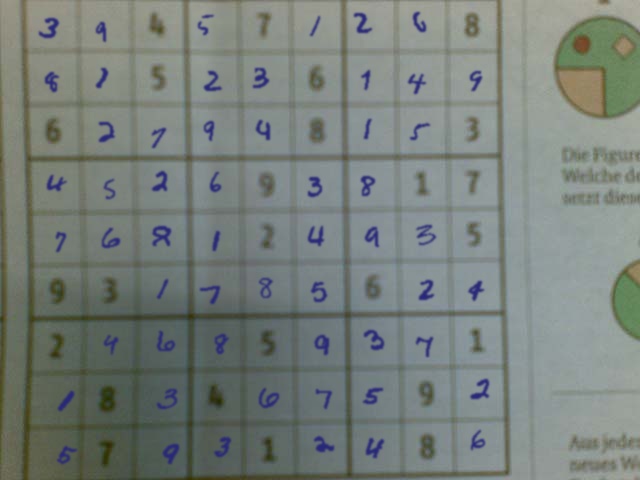 3 9 4 5 7 1 2 6 8
8 1 5 2 3 6 1 4 9
6 2 7 9 4 8 1 5 3
4 5 2 6 9 3 8 1 7
7 6 8 1 2 4 9 3 5
9 3 1 7 8 5 6 2 4
2 4 6 8 5 9 3 7 1
1 8 3 4 6 7 5 9 2
5 7 9 3 1 2 4 8 6
Die Figure
Welche de
setzt diese
Aus jedes
neues We